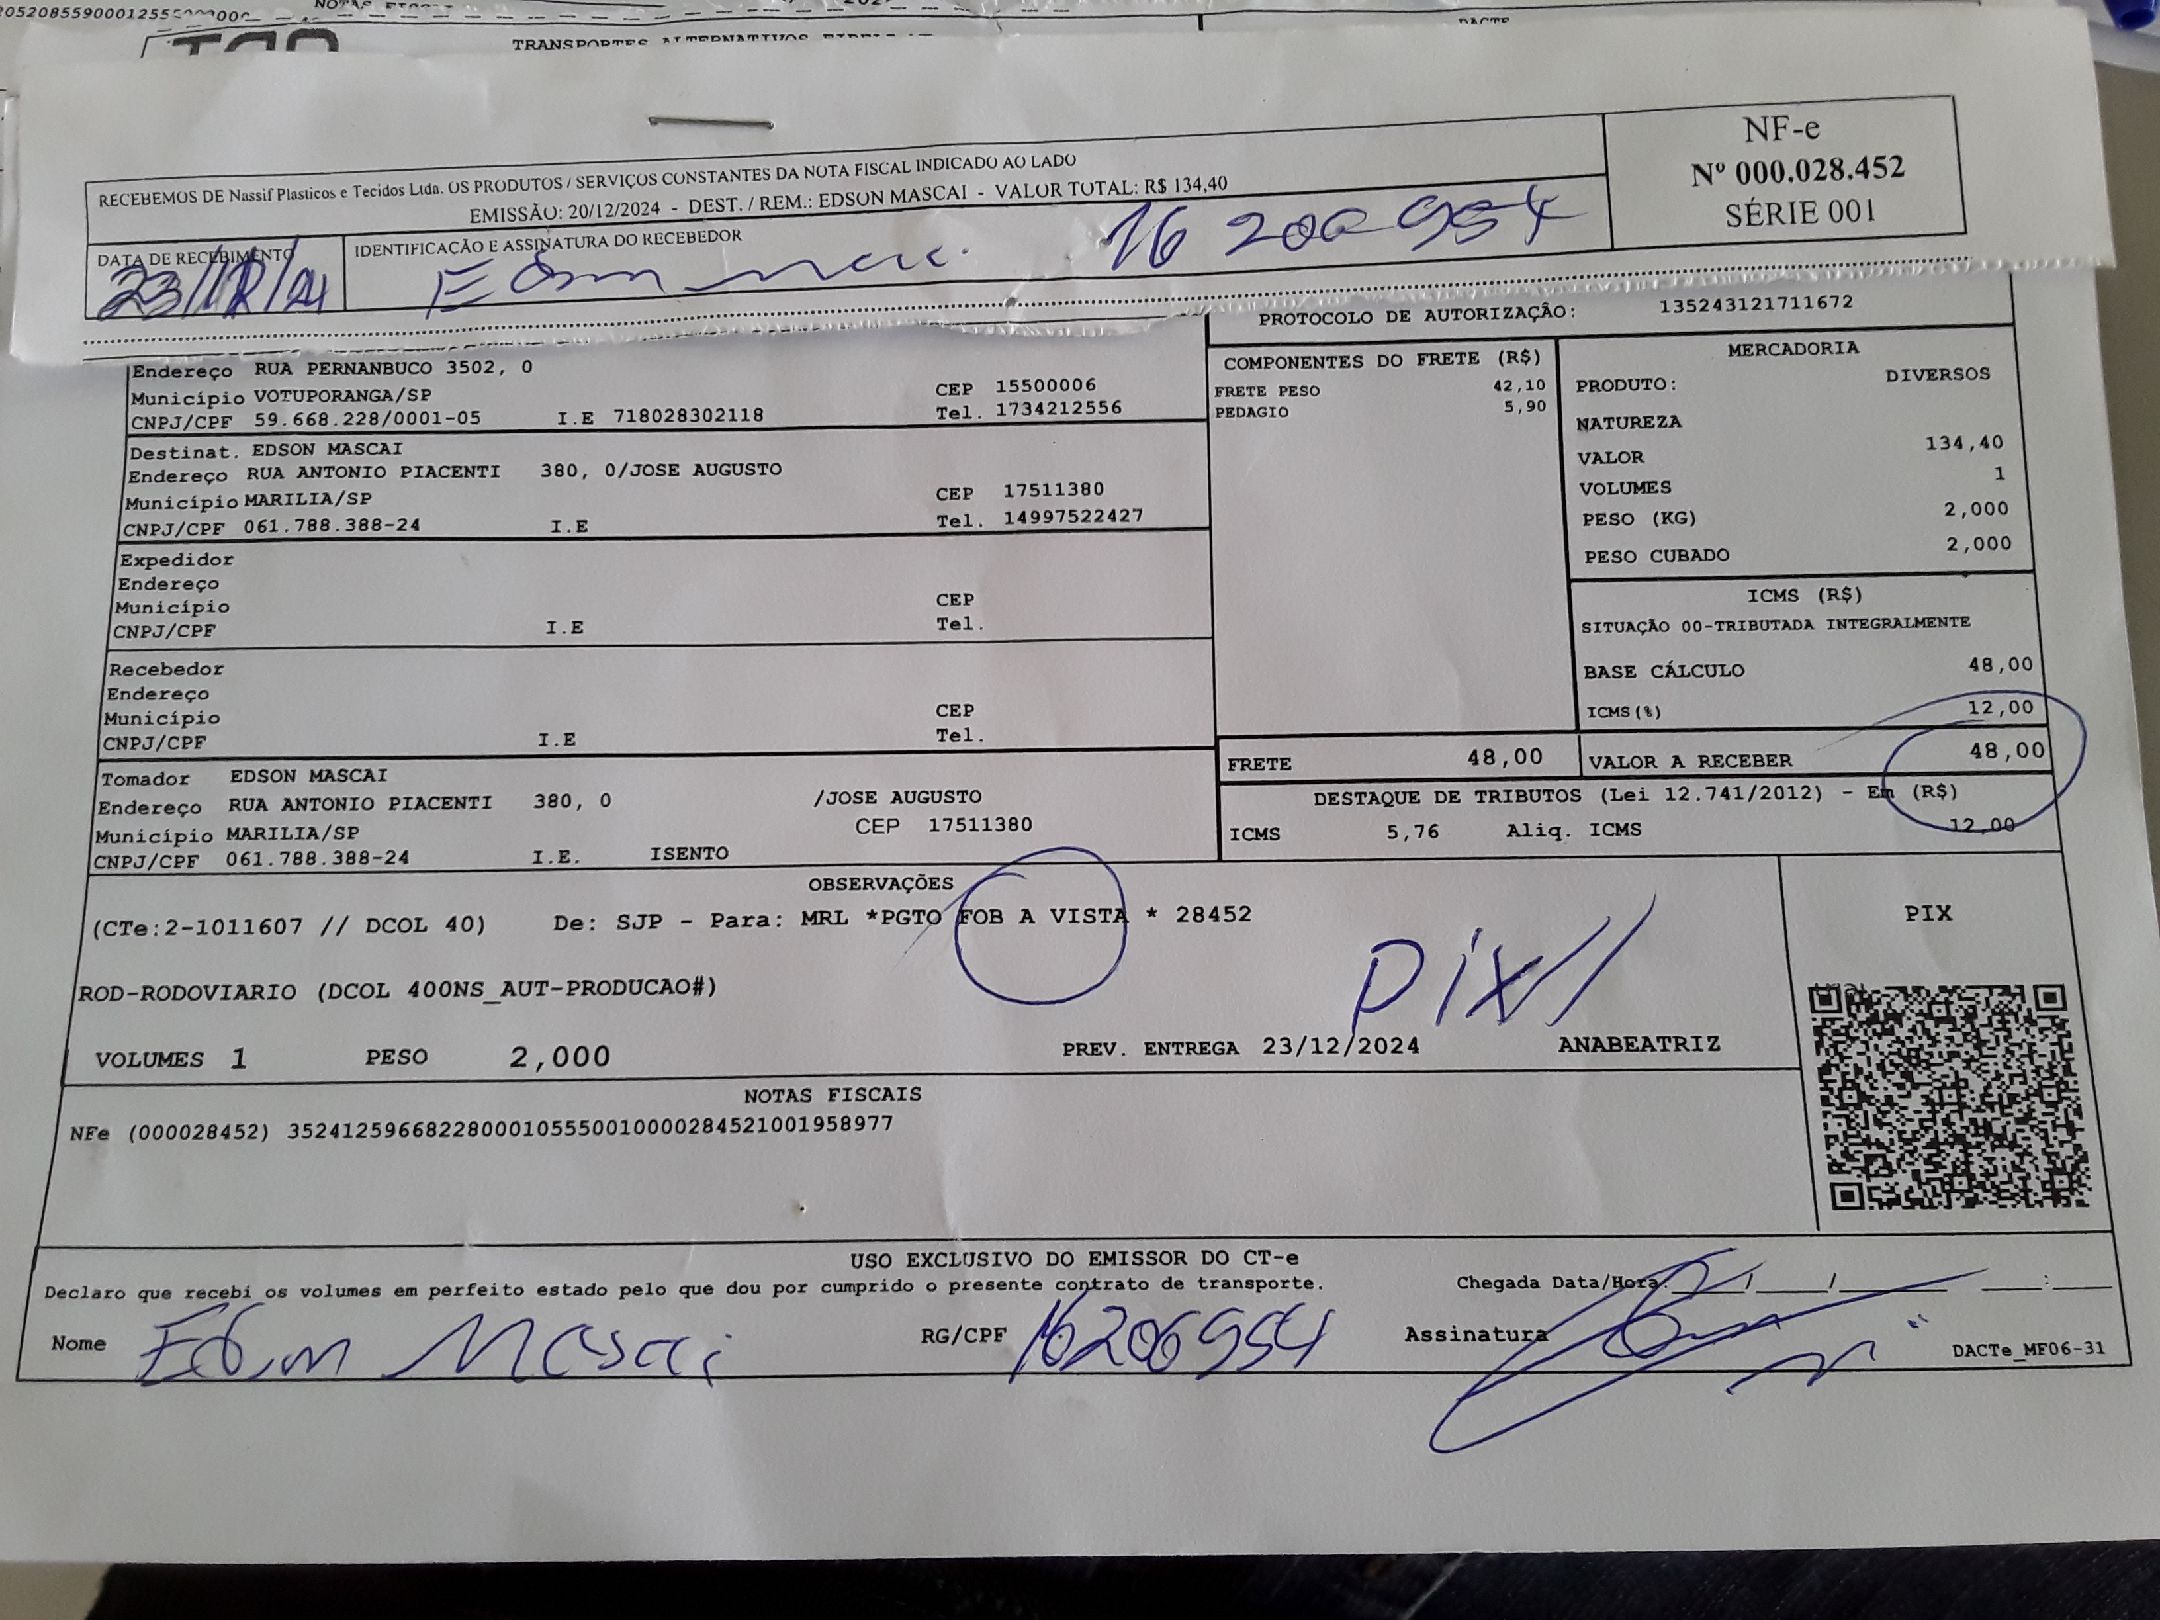 TRANSPORTES ALTERNATIVOS
DACTE
RECEBEMOS DE Nassif Plasticos e Tecidos Ltda. OS PRODUTOS / SERVIÇOS CONSTANTES DA NOTA FISCAL INDICADO AO LADO
EMISSÃO: 20/12/2024 - DEST. / REM.: EDSON MASCAI - VALOR TOTAL: R$ 134,40
NF-e
Nº 000.028.452
SÉRIE 001
DATA DE RECEBIMENTO
23/12/24
IDENTIFICAÇÃO E ASSINATURA DO RECEBEDOR
16 200 954
PROTOCOLO DE AUTORIZAÇÃO: 135243121711672
Endereço RUA PERNANBUCO 3502, 0
Município VOTUPORANGA/SP CEP 15500006
CNPJ/CPF 59.668.228/0001-05 I.E 718028302118 Tel. 1734212556
Destinat. EDSON MASCAI
Endereço RUA ANTONIO PIACENTI 380, 0/JOSE AUGUSTO
Município MARILIA/SP CEP 17511380
CNPJ/CPF 061.788.388-24 I.E Tel. 14997522427
Expedidor
Endereço
Município CEP
CNPJ/CPF I.E Tel.
Recebedor
Endereço
Município CEP
CNPJ/CPF I.E Tel.
Tomador EDSON MASCAI
Endereço RUA ANTONIO PIACENTI 380, 0 /JOSE AUGUSTO
Município MARILIA/SP CEP 17511380
CNPJ/CPF 061.788.388-24 I.E. ISENTO
COMPONENTES DO FRETE (R$)
FRETE PESO 42,10
PEDAGIO 5,90
MERCADORIA
PRODUTO: DIVERSOS
NATUREZA
VALOR 134,40
VOLUMES 1
PESO (KG) 2,000
PESO CUBADO 2,000
ICMS (R$)
SITUAÇÃO 00-TRIBUTADA INTEGRALMENTE
BASE CÁLCULO 48,00
ICMS(%) 12,00
FRETE 48,00 VALOR A RECEBER 48,00
DESTAQUE DE TRIBUTOS (Lei 12.741/2012) - Em (R$)
ICMS 5,76 Aliq. ICMS 12,00
OBSERVAÇÕES
(CTe:2-1011607 // DCOL 40) De: SJP - Para: MRL *PGTO FOB A VISTA * 28452
PIX
Pix
ROD-RODOVIARIO (DCOL 400NS_AUT-PRODUCAO#)
VOLUMES 1 PESO 2,000 PREV. ENTREGA 23/12/2024 ANABEATRIZ
NOTAS FISCAIS
NFe (000028452) 35241259668228000105550010000284521001958977
USO EXCLUSIVO DO EMISSOR DO CT-e
Declaro que recebi os volumes em perfeito estado pelo que dou por cumprido o presente contrato de transporte. Chegada Data/Hora: __/__/__ __:__
Nome Edson Mascai RG/CPF 16206954 Assinatura
DACTe_MF06-31